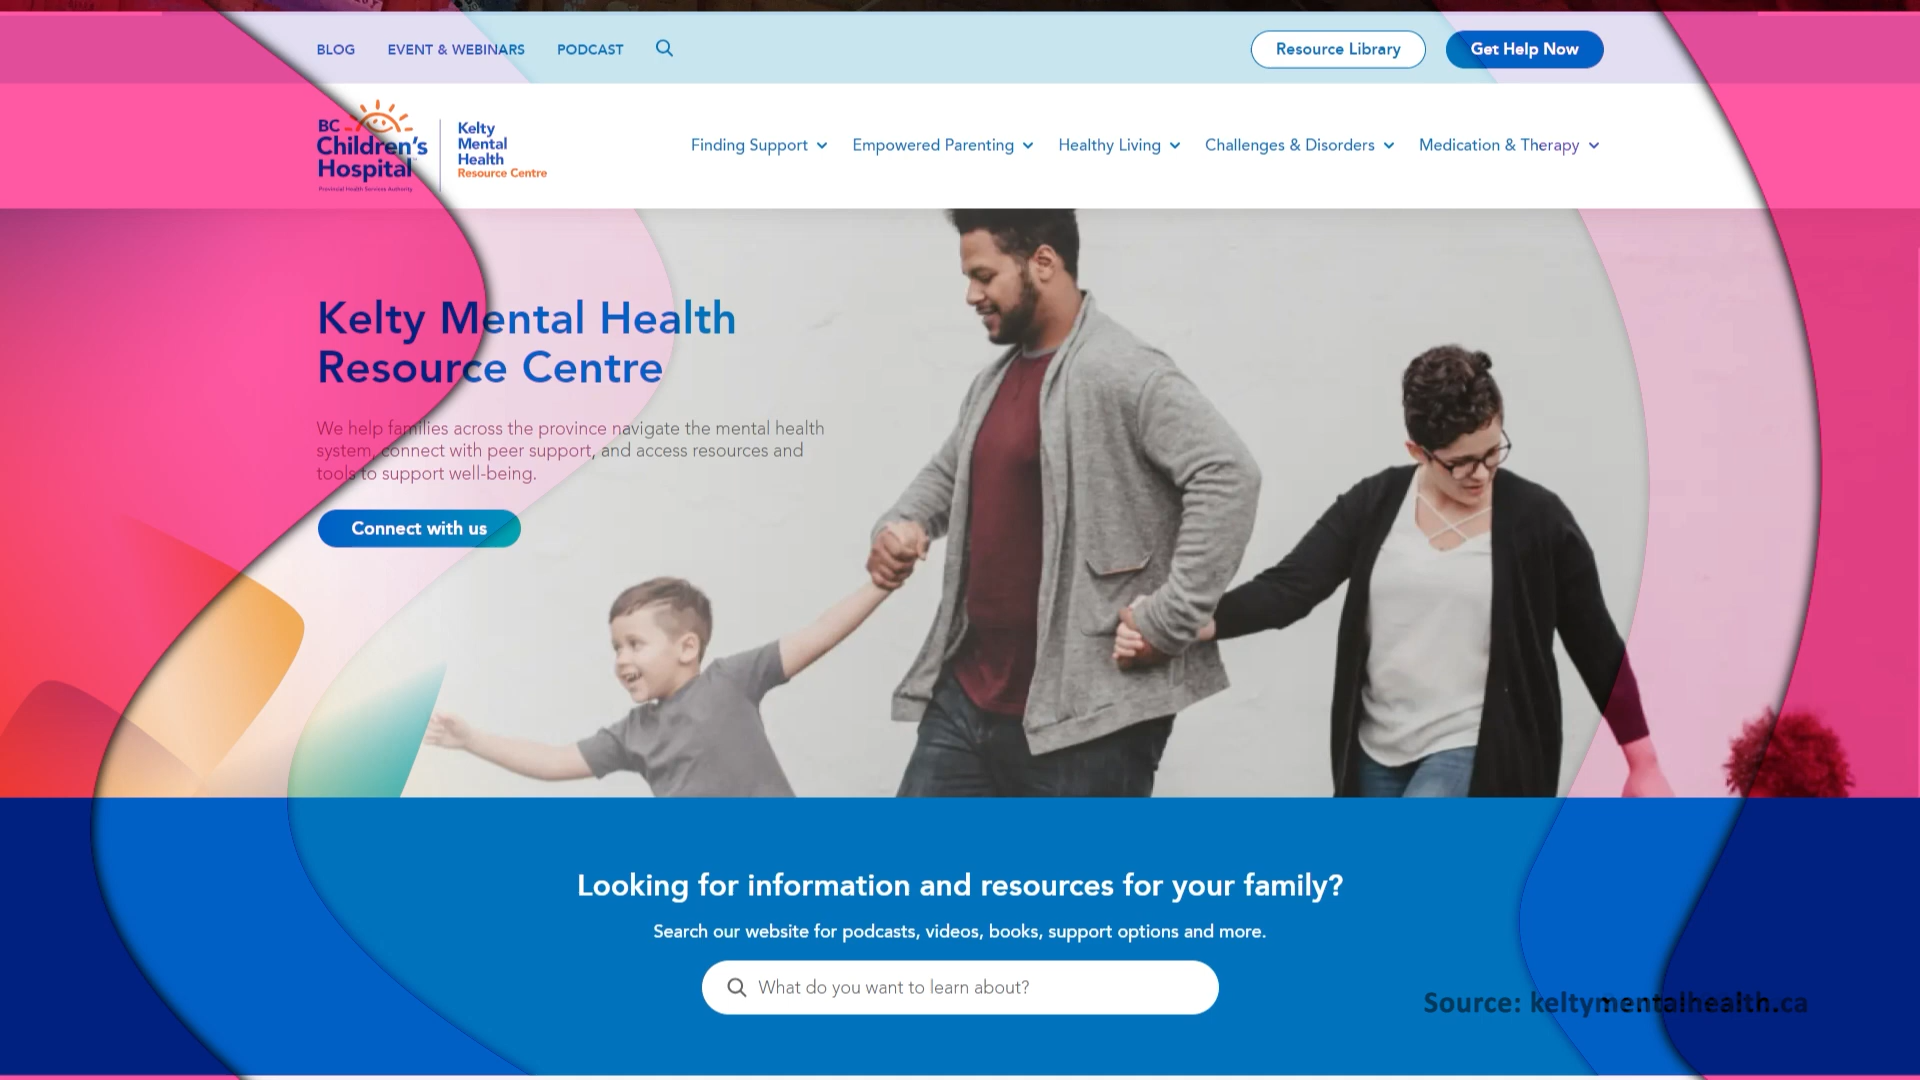 BLOG EVENT & WEBINARS PODCAST Resource Library Get Help Now
BC
Children's
Hospital
Provincial Health Services Authority
Kelty
Mental
Health
Resource Centre
Finding Support Empowered Parenting Healthy Living Challenges & Disorders Medication & Therapy
Kelty Mental Health
Resource Centre
We help families across the province navigate the mental health
system, connect with peer support, and access resources and
tools to support well-being.
Connect with us
Looking for information and resources for your family?
Search our website for podcasts, videos, books, support options and more.
What do you want to learn about?
Source: keltymentalhealth.ca